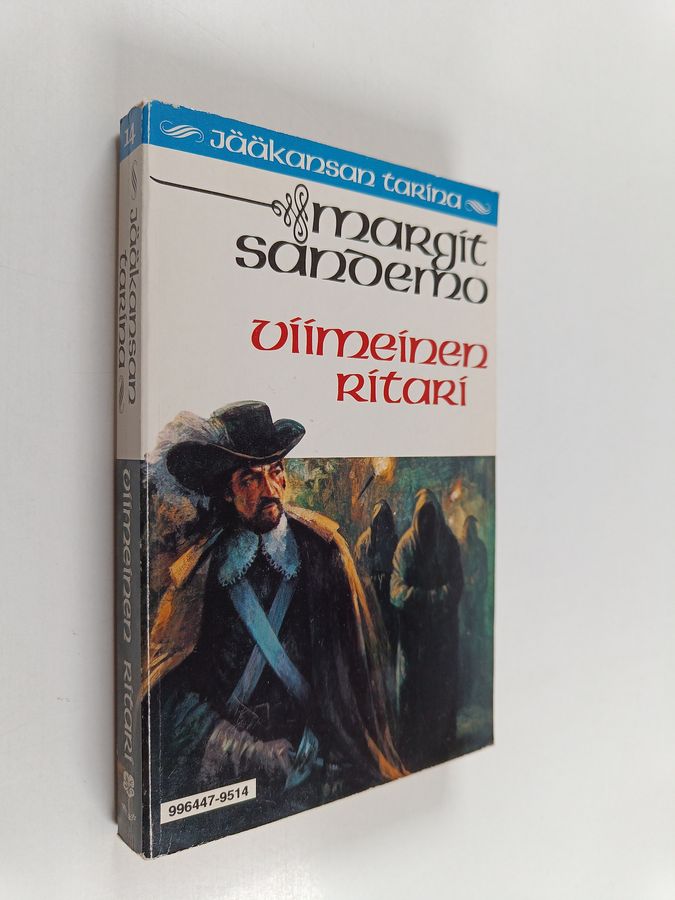 Jääkansan tarina
margit
sandemo
viimeinen
ritari
996447-9514
14
Jääkansan
tarina
viimeinen ritari